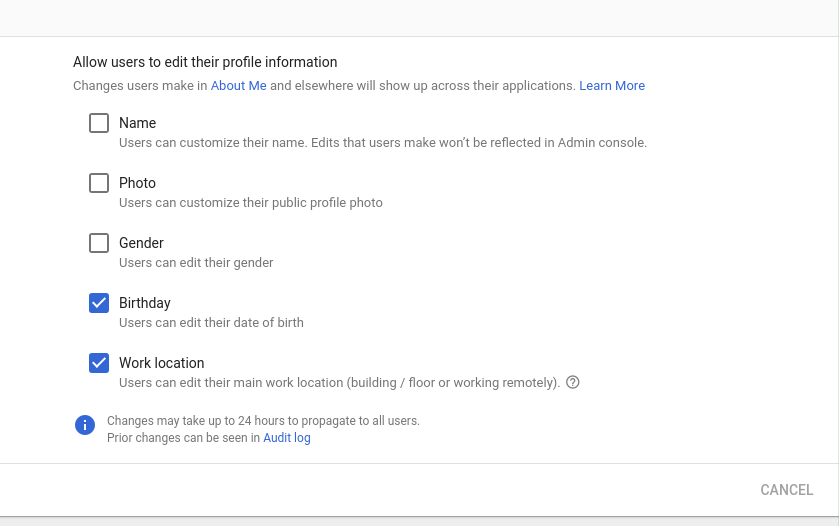 Allow users to edit their profile information
Changes users make in About Me and elsewhere will show up across their applications. Learn More
Name
Users can customize their name. Edits that users make won’t be reflected in Admin console.
Photo
Users can customize their public profile photo
Gender
Users can edit their gender
Birthday
Users can edit their date of birth
Work location
Users can edit their main work location (building / floor or working remotely).
Changes may take up to 24 hours to propagate to all users.
Prior changes can be seen in Audit log
CANCEL